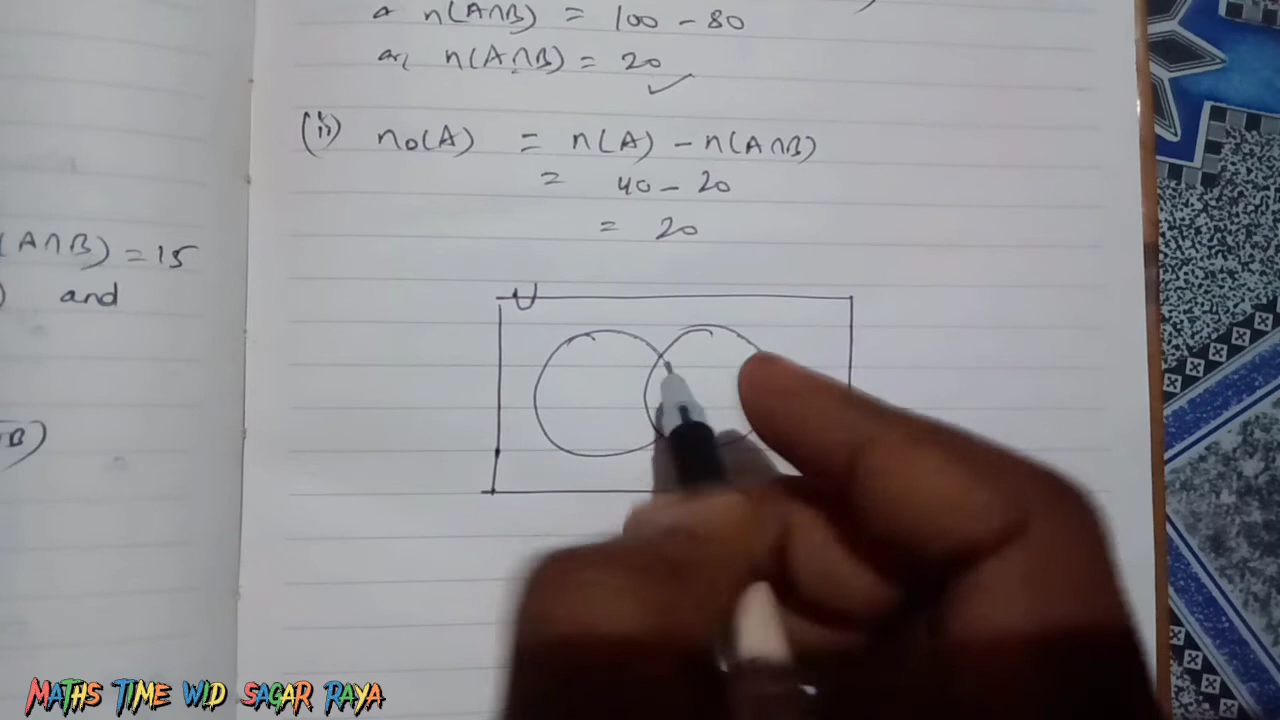 or n(A∩B) = 100 - 80
or, n(A∩B) = 20 ✓
(ii) n₀(A) = n(A) - n(A∩B)
= 40 - 20
= 20
(A∩B) = 15
) and
B)
U
MATHS TIME WID SAGAR RAYA